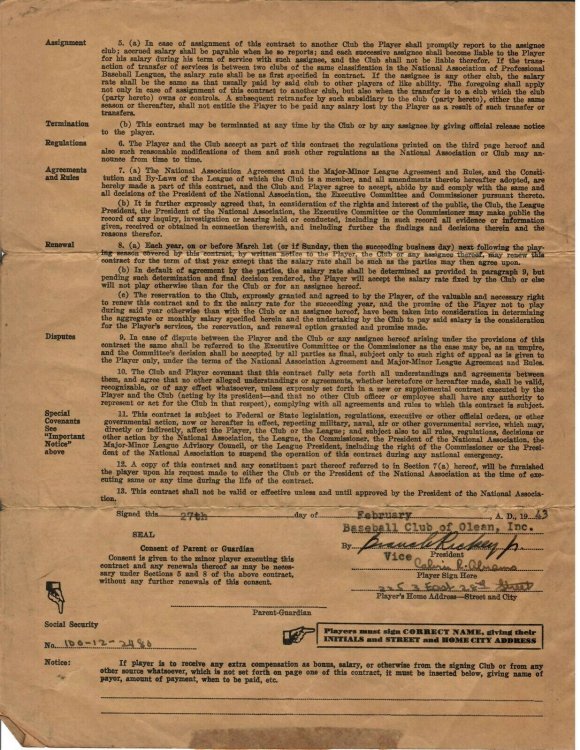 Assignment 5. (a) In case of assignment of this contract to another Club the Player shall promptly report to the assignee
club; accrued salary shall be payable when he so reports; and each successive assignee shall become liable to the Player
for his salary during his term of service with such assignee, and the Club shall not be liable therefor. If the trans-
action of transfer of services is between two clubs of the same classification in the National Association of Professional
Baseball Leagues, the salary rate shall be as first specified in contract. If the assignee is any other club, the salary
rate shall be the same as that usually paid by said club to other players of like ability. The foregoing shall apply
not only in case of assignment of this contract to another club, but also when the transfer is to a club which the club
(party hereto) owns or controls. A subsequent retransfer by such subsidiary to the club (party hereto), either the same
season or thereafter, shall not entitle the Player to be paid any salary lost by the Player as a result of such transfer or
transfers.
Termination (b) This contract may be terminated at any time by the Club or by any assignee by giving official release notice
to the player.
Regulations 6. The Player and the Club accept as part of this contract the regulations printed on the third page hereof and
also such reasonable modifications of them and such other regulations as the National Association or Club may an-
nounce from time to time.
Agreements and Rules 7. (a) The National Association Agreement and the Major-Minor League Agreement and Rules, and the Consti-
tution and By-Laws of the League of which the Club is a member, and all amendments thereto hereafter adopted, are
hereby made a part of this contract, and the Club and Player agree to accept, abide by and comply with the same and
all decisions of the President of the National Association, the Executive Committee and Commissioner pursuant thereto.
(b) It is further expressly agreed that, in consideration of the rights and interest of the public, the Club, the League
President, the President of the National Association, the Executive Committee or the Commissioner may make public the
record of any inquiry, investigation or hearing held or conducted, including in such record all evidence or information
given, received or obtained in connection therewith, and including further the findings and decisions therein and the
reasons therefor.
Renewal 8. (a) Each year, on or before March 1st (or if Sunday, then the succeeding business day) next following the play-
ing season covered by this contract, by written notice to the Player, the Club or any assignee thereof, may renew this
contract for the term of that year except that the salary rate shall be such as the parties may then agree upon.
(b) In default of agreement by the parties, the salary rate shall be determined as provided in paragraph 9, but
pending such determination and final decision rendered, the Player will accept the salary rate fixed by the Club or else
will not play otherwise than for the Club or for an assignee hereof.
(c) The reservation to the Club, expressly granted and agreed to by the Player, of the valuable and necessary right
to renew this contract and to fix the salary rate for the succeeding year, and the promise of the Player not to play
during said year otherwise than with the Club or an assignee hereof, have been taken into consideration in determining
the aggregate or monthly salary specified herein and the undertaking by the Club to pay said salary is the consideration
for the Player's services, the reservation, and renewal option granted and promise made.
Disputes 9. In case of dispute between the Player and the Club or any assignee hereof arising under the provisions of this
contract the same shall be referred to the Executive Committee or the Commissioner as the case may be, as an umpire,
and the Committee's decision shall be accepted by all parties as final, subject only to such right of appeal as is given to
the Player only, under the terms of the National Association Agreement and Major-Minor League Agreement and Rules.
10. The Club and Player covenant that this contract fully sets forth all understandings and agreements between
them, and agree that no other alleged understandings or agreements, whether heretofore or hereafter made, shall be valid,
recognizable, or of any effect whatsoever, unless expressly set forth in a new or supplemental contract executed by the
Player and the Club (acting by its president—and that no other Club officer or employee shall have any authority to
represent or act for the Club in that respect), complying with all agreements and rules to which this contract is subject.
Special Covenants See "Important Notice" above 11. This contract is subject to Federal or State legislation, regulations, executive or other official orders, or other
governmental action, now or hereafter in effect, respecting military, naval, air or other governmental service, which may,
directly or indirectly, affect the Player, the Club or the League; and subject also to all rules, regulations, decisions or
other action by the National Association, the League, the Commissioner, the President of the National Association, the
Major-Minor League Advisory Council, or the League President, including the right of the Commissioner or the Presi-
dent of the National Association to suspend the operation of this contract during any national emergency.
12. A copy of this contract and any constituent part thereof referred to in Section 7(a) hereof, will be furnished
the player upon his request made to either the Club or the President of the National Association at the time of exe-
cuting same or any time during the life of the contract.
13. This contract shall not be valid or effective unless and until approved by the President of the National Associa-
tion.
Signed this 27th day of February A. D., 1943
Baseball Club of Olean, Inc.
SEAL
By Branch Rickey Jr.
Vice President
Consent of Parent or Guardian
Consent is given to the minor player executing this
contract and any renewals thereof as may be neces-
sary under Sections 5 and 8 of the above contract,
without any further renewals of this consent.
Calvin R. Abrams
Player Sign Here
2253 East 28th Street
Player's Home Address—Street and City
Parent-Guardian
Social Security
No. 100-12-2980
Players must sign CORRECT NAME, giving their
INITIALS and STREET and HOME CITY ADDRESS
Notice: If player is to receive any extra compensation as bonus, salary, or otherwise from the signing Club or from any
other source whatsoever, which is not set forth on page one of this contract, it must be inserted below, giving name of
payor, amount of payment, when to be paid, etc.